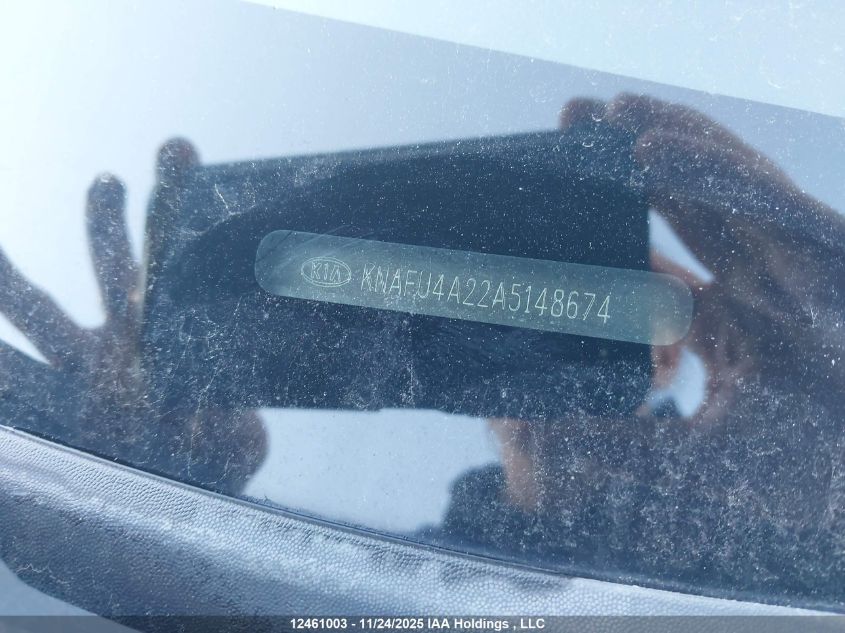 KIA KNAFU4A22A5148674
12461003 - 11/24/2025 IAA Holdings , LLC